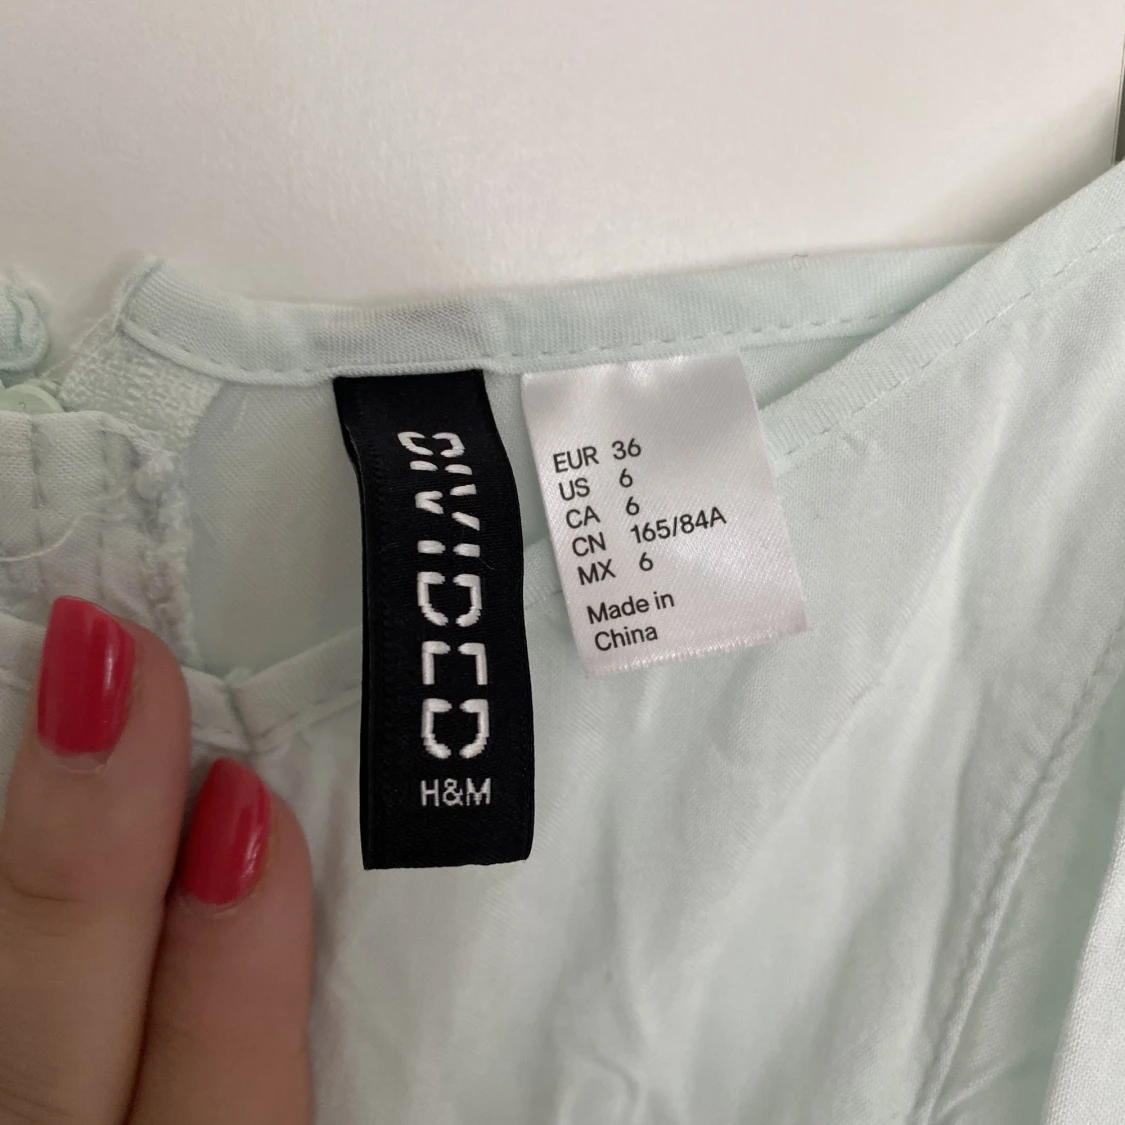 DIVIDED
H&M
EUR 36
US 6
CA 6
CN 165/84A
MX 6
Made in
China